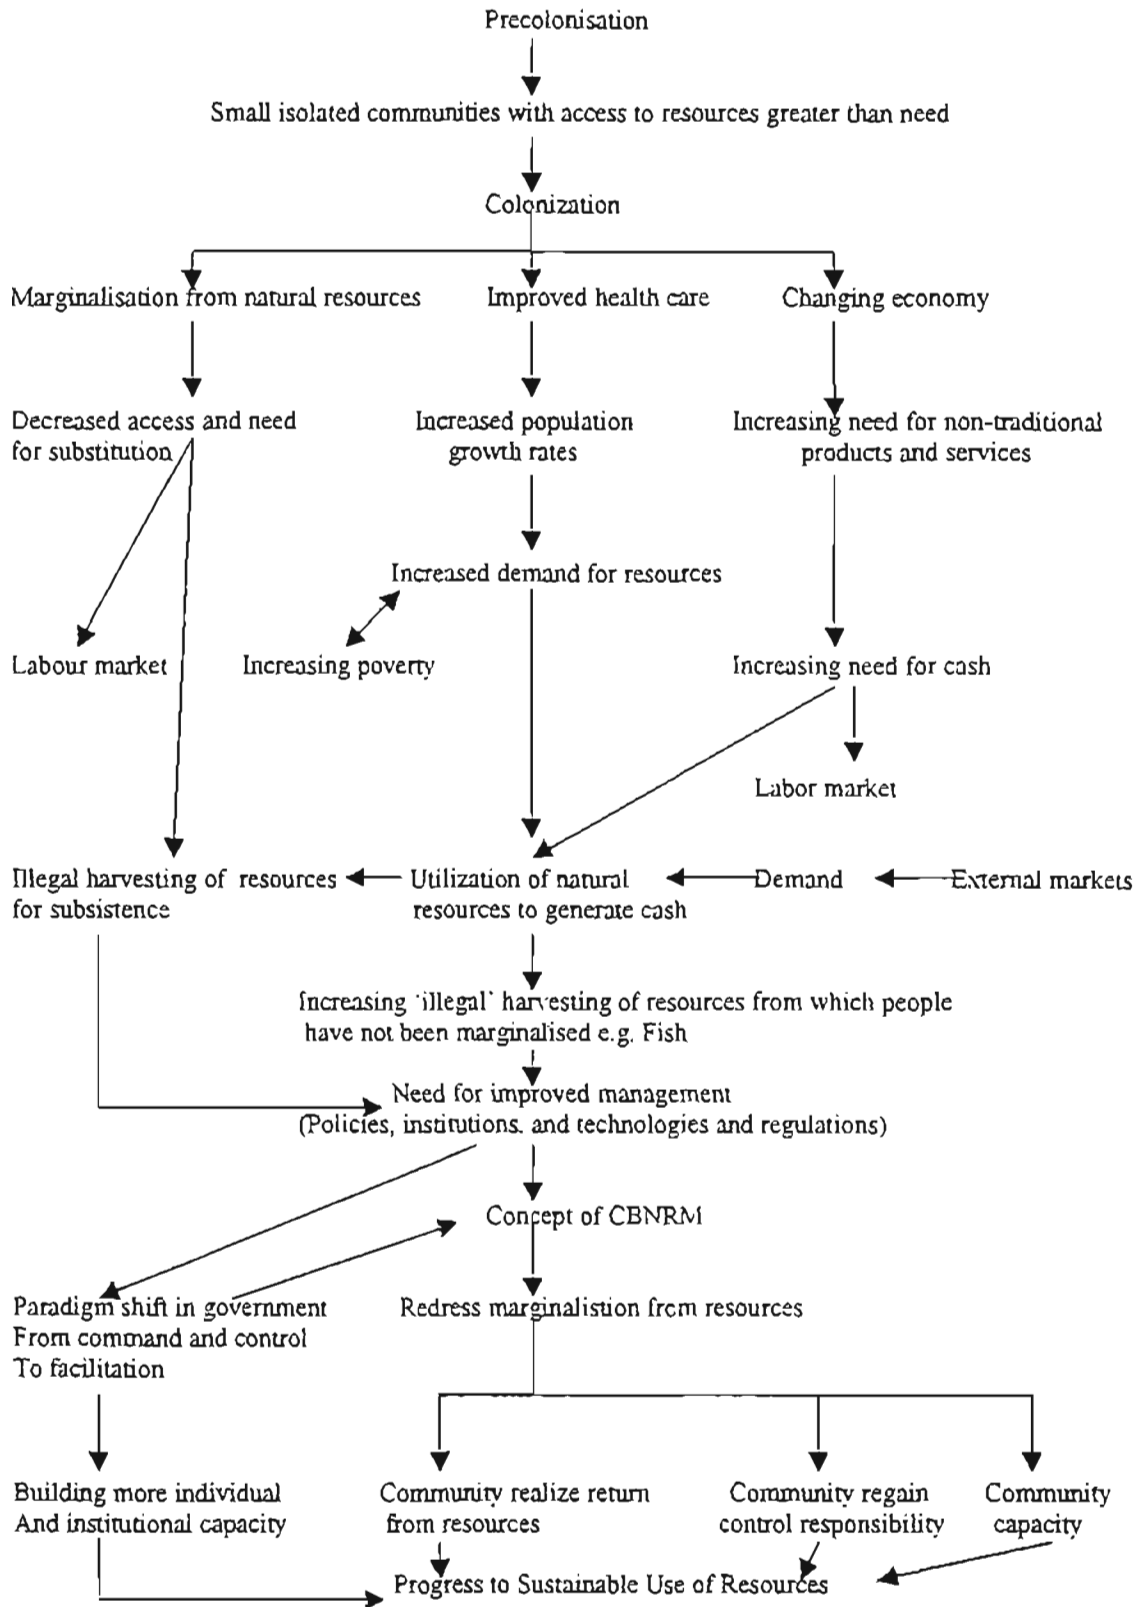 Precolonisation
Small isolated communities with access to resources greater than need
Colonization
Marginalisation from natural resources
Improved health care
Changing economy
Decreased access and need
for substitution
Increased population
growth rates
Increasing need for non-traditional
products and services
Increased demand for resources
Labour market
Increasing poverty
Increasing need for cash
Labor market
Illegal harvesting of resources
for subsistence
Utilization of natural
resources to generate cash
Demand
External markets
Increasing 'illegal' harvesting of resources from which people
have not been marginalised e.g. Fish
Need for improved management
(Policies, institutions. and technologies and regulations)
Concept of CBNRM
Paradigm shift in government
From command and control
To facilitation
Redress marginalistion from resources
Building more individual
And institutional capacity
Community realize return
from resources
Community regain
control responsibility
Community
capacity
Progress to Sustainable Use of Resources